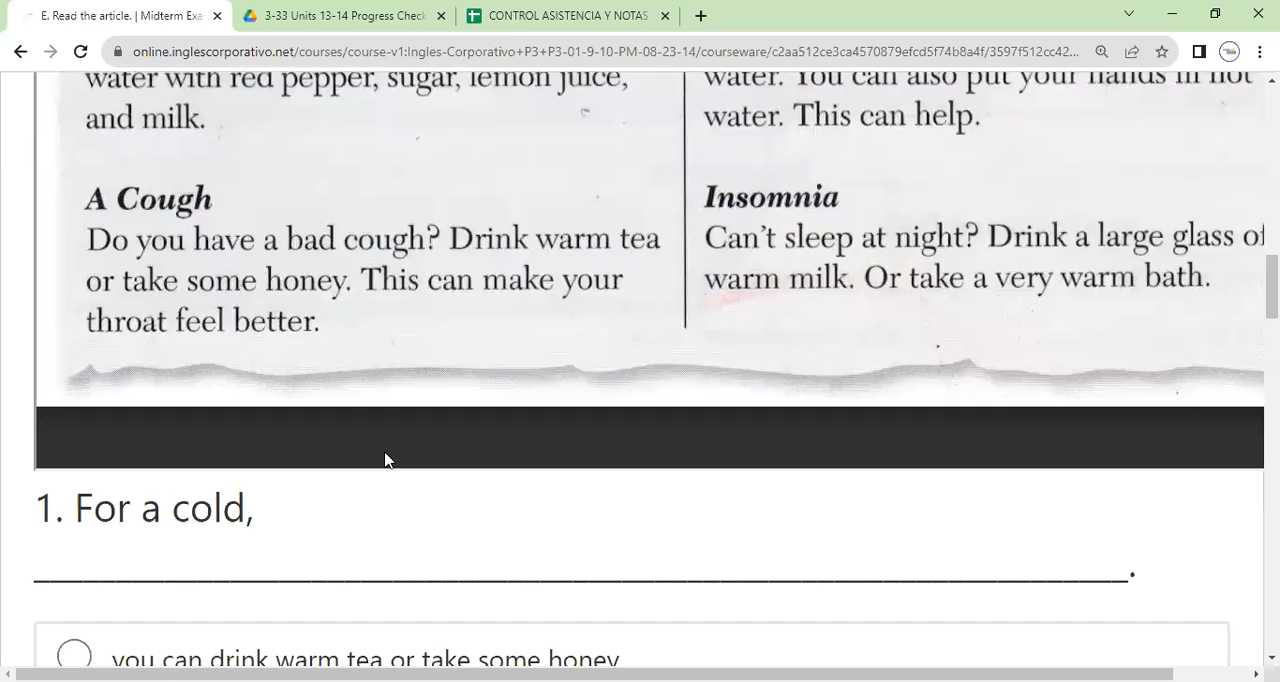 E. Read the article. | Midterm Exa
3-33 Units 13-14 Progress Check
CONTROL ASISTENCIA Y NOTAS
online.inglescorporativo.net/courses/course-v1:Ingles-Corporativo+P3+P3-01-9-10-PM-08-23-14/courseware/c2aa512ce3ca4570879efcd5f74b8a4f/3597f512cc42...
water with red pepper, sugar, lemon juice,
and milk.
A Cough
Do you have a bad cough? Drink warm tea
or take some honey. This can make your
throat feel better.
water. You can also put your hands in hot
water. This can help.
Insomnia
Can't sleep at night? Drink a large glass of
warm milk. Or take a very warm bath.
1. For a cold,
___________________________________________________________________.
you can drink warm tea or take some honey